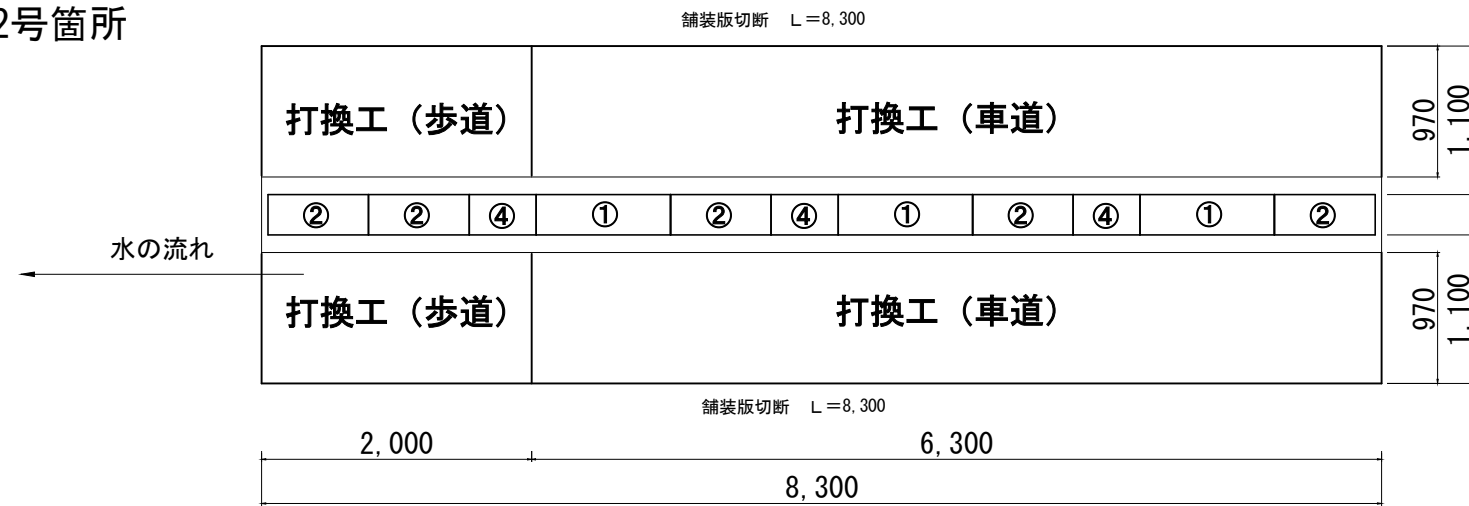 2号箇所
舗装版切断 L=8,300
打換工（歩道）
打換工（車道）
970
1,100
② ② ④ ① ② ④ ① ② ④ ① ②
水の流れ
打換工（歩道）
打換工（車道）
970
1,100
舗装版切断 L=8,300
2,000
6,300
8,300